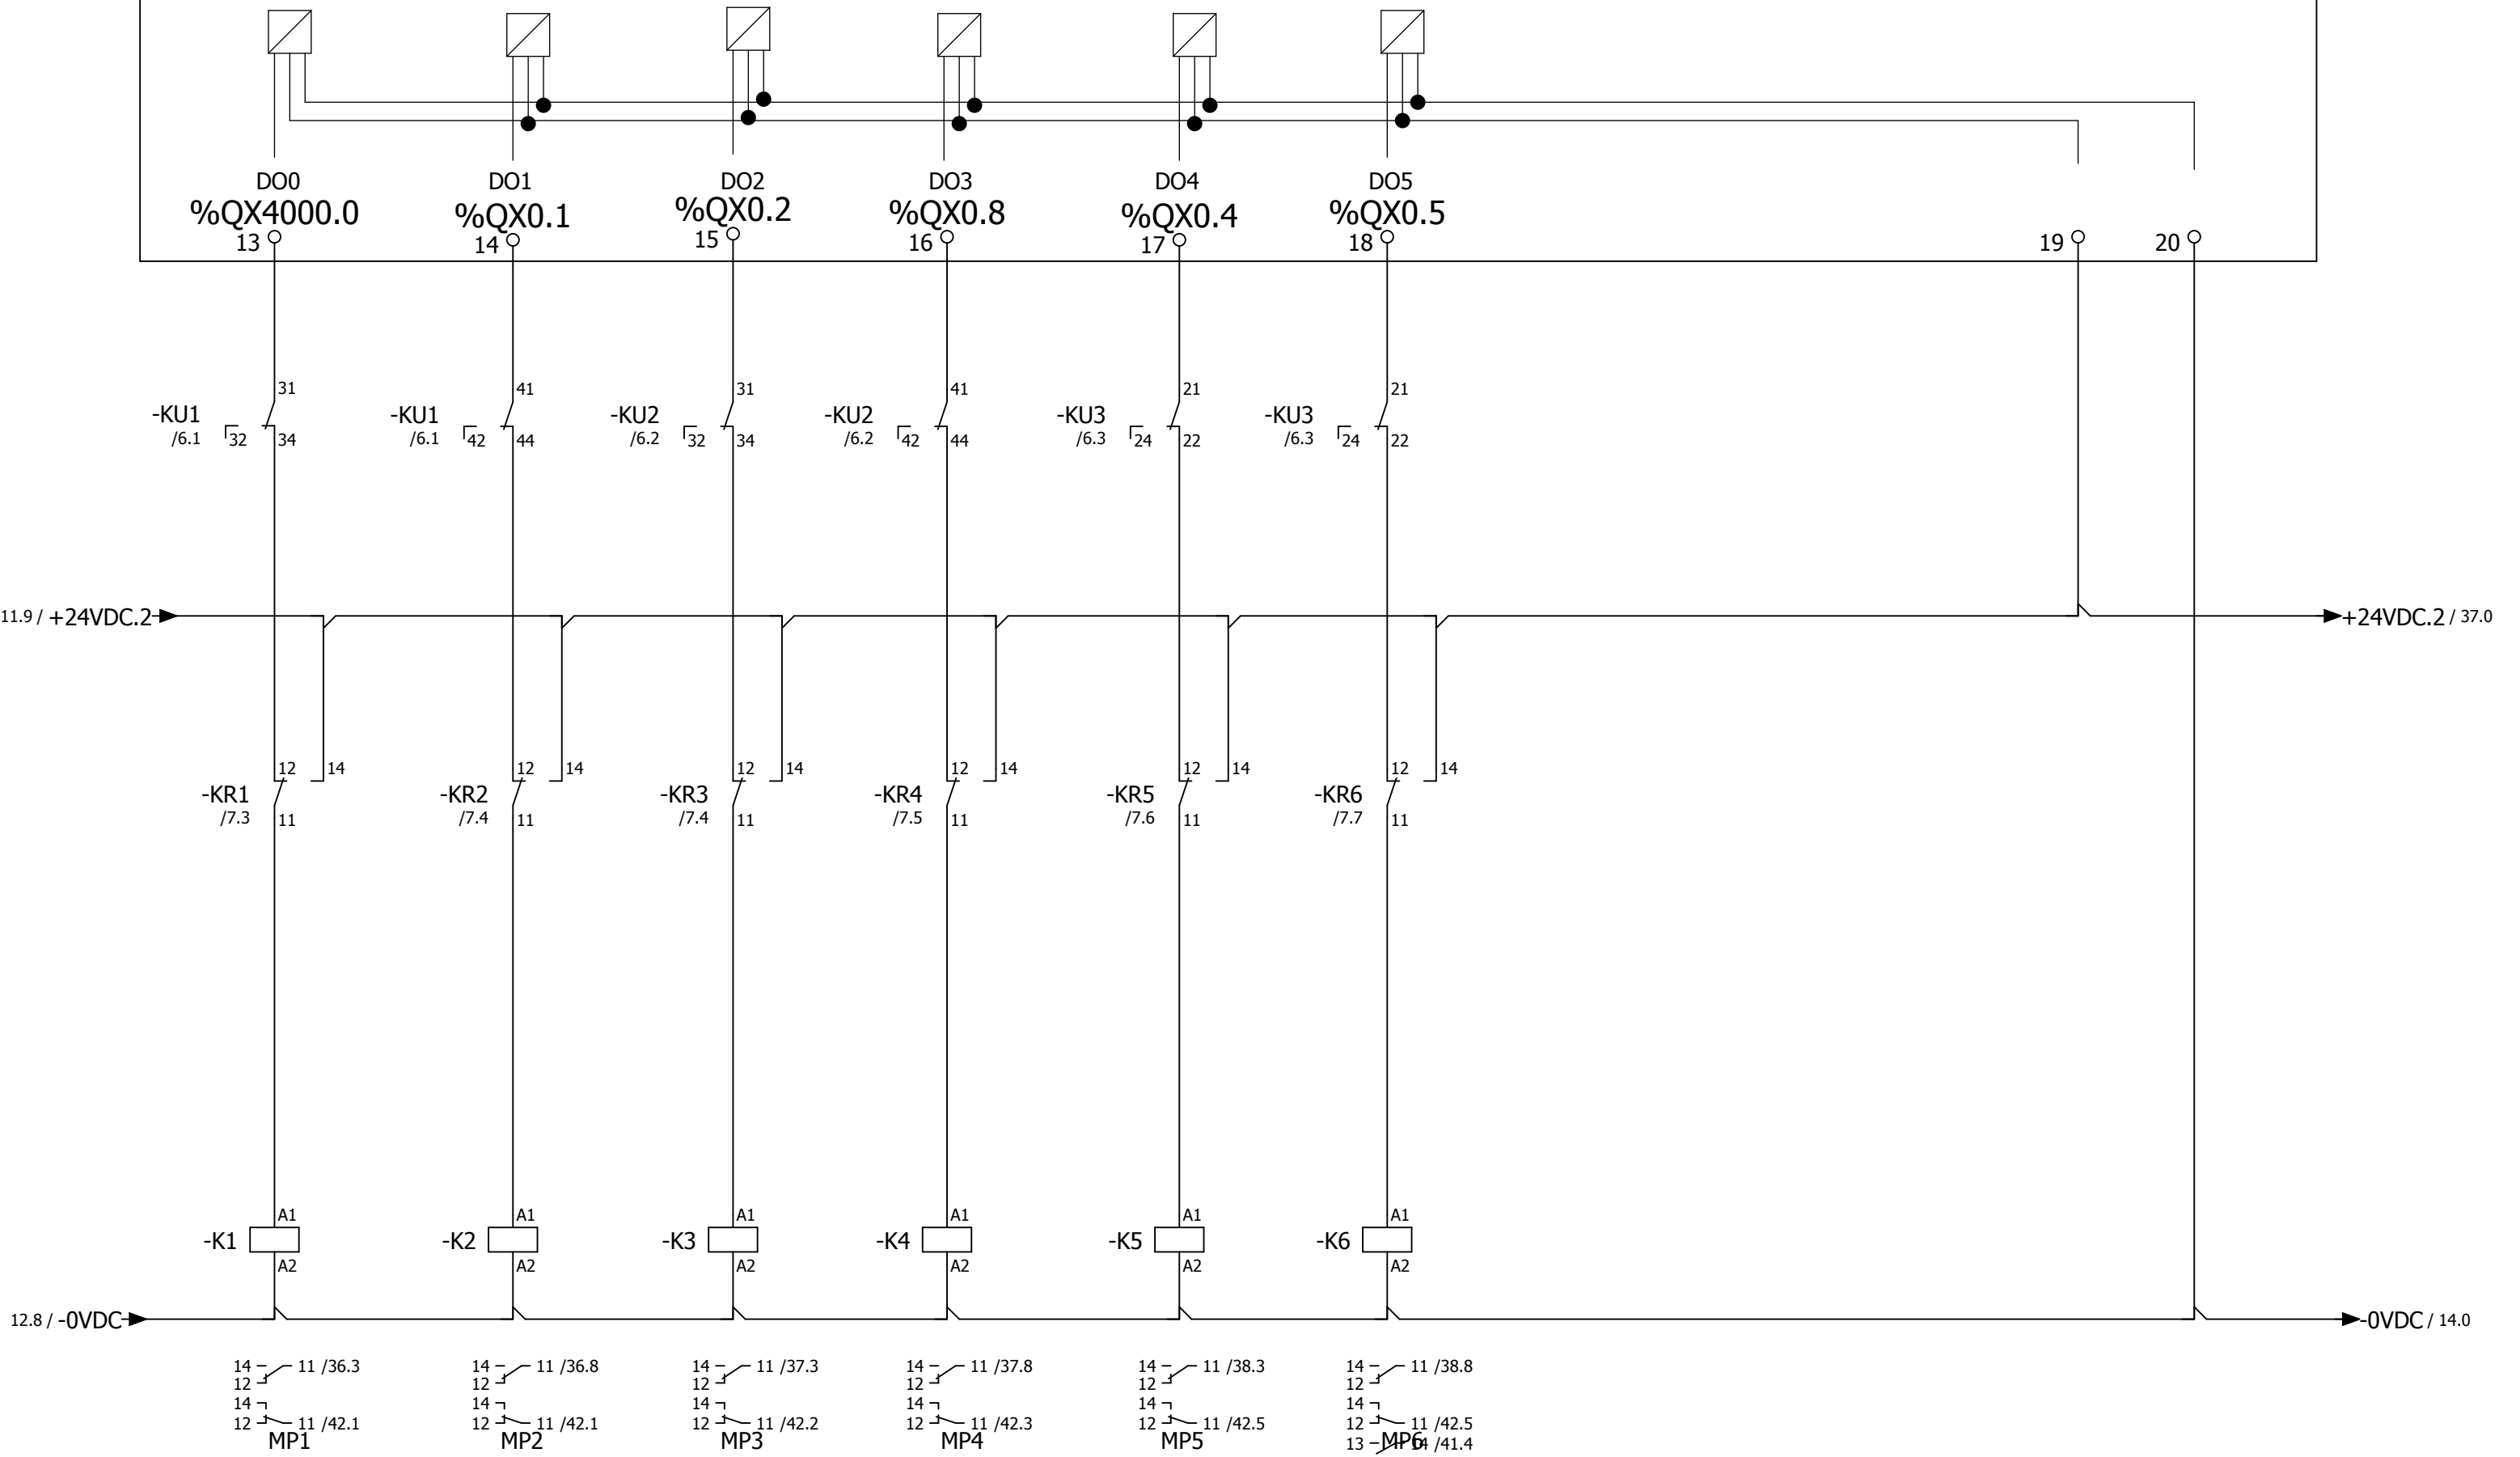 DO0 DO1 DO2 DO3 DO4 DO5
%QX4000.0 %QX0.1 %QX0.2 %QX0.8 %QX0.4 %QX0.5
13 14 15 16 17 18 19 20
31 41 31 41 21 21
-KU1 -KU1 -KU2 -KU2 -KU3 -KU3
/6.1 32 34 /6.1 42 44 /6.2 32 34 /6.2 42 44 /6.3 24 22 /6.3 24 22
11.9 / +24VDC.2 +24VDC.2 / 37.0
12 14 12 14 12 14 12 14 12 14 12 14
-KR1 -KR2 -KR3 -KR4 -KR5 -KR6
/7.3 11 /7.4 11 /7.4 11 /7.5 11 /7.6 11 /7.7 11
A1 A1 A1 A1 A1 A1
-K1 -K2 -K3 -K4 -K5 -K6
A2 A2 A2 A2 A2 A2
12.8 / -0VDC -0VDC / 14.0
14 11 /36.3 14 11 /36.8 14 11 /37.3 14 11 /37.8 14 11 /38.3 14 11 /38.8
12 12 12 12 12 12
14 14 14 14 14 14
12 11 /42.1 12 11 /42.1 12 11 /42.2 12 11 /42.3 12 11 /42.5 12 11 /42.5
MP1 MP2 MP3 MP4 MP5 MP6
13 14 /41.4